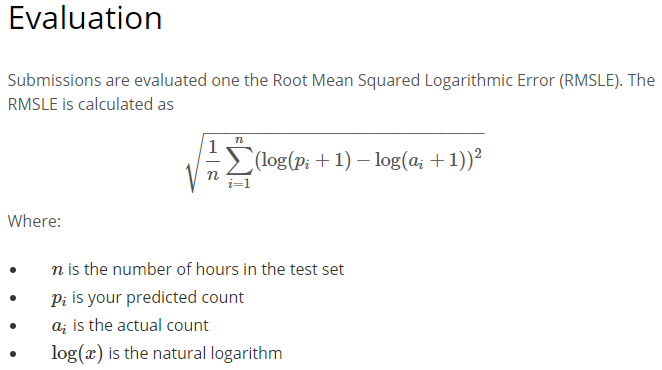 Evaluation
Submissions are evaluated one the Root Mean Squared Logarithmic Error (RMSLE). The
RMSLE is calculated as
$\sqrt{\frac{1}{n} \sum_{i=1}^{n} (\log(p_i + 1) - \log(a_i + 1))^2}$
Where:
• $n$ is the number of hours in the test set
• $p_i$ is your predicted count
• $a_i$ is the actual count
• $\log(x)$ is the natural logarithm